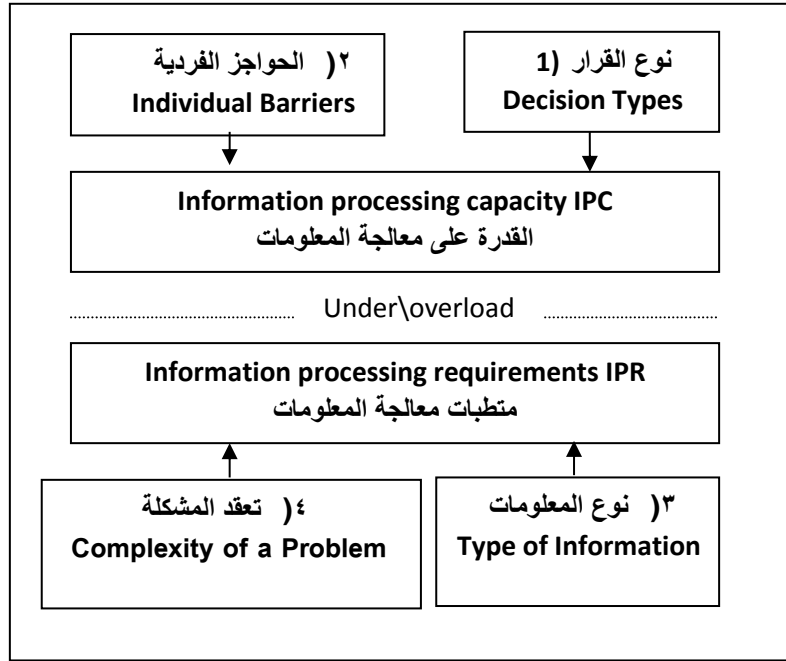 ٢( الحواجز الفردية
Individual Barriers
1) نوع القرار
Decision Types
Information processing capacity IPC
القدرة على معالجة المعلومات
Under\overload
Information processing requirements IPR
متطبات معالجة المعلومات
٤( تعقد المشكلة
Complexity of a Problem
٣( نوع المعلومات
Type of Information